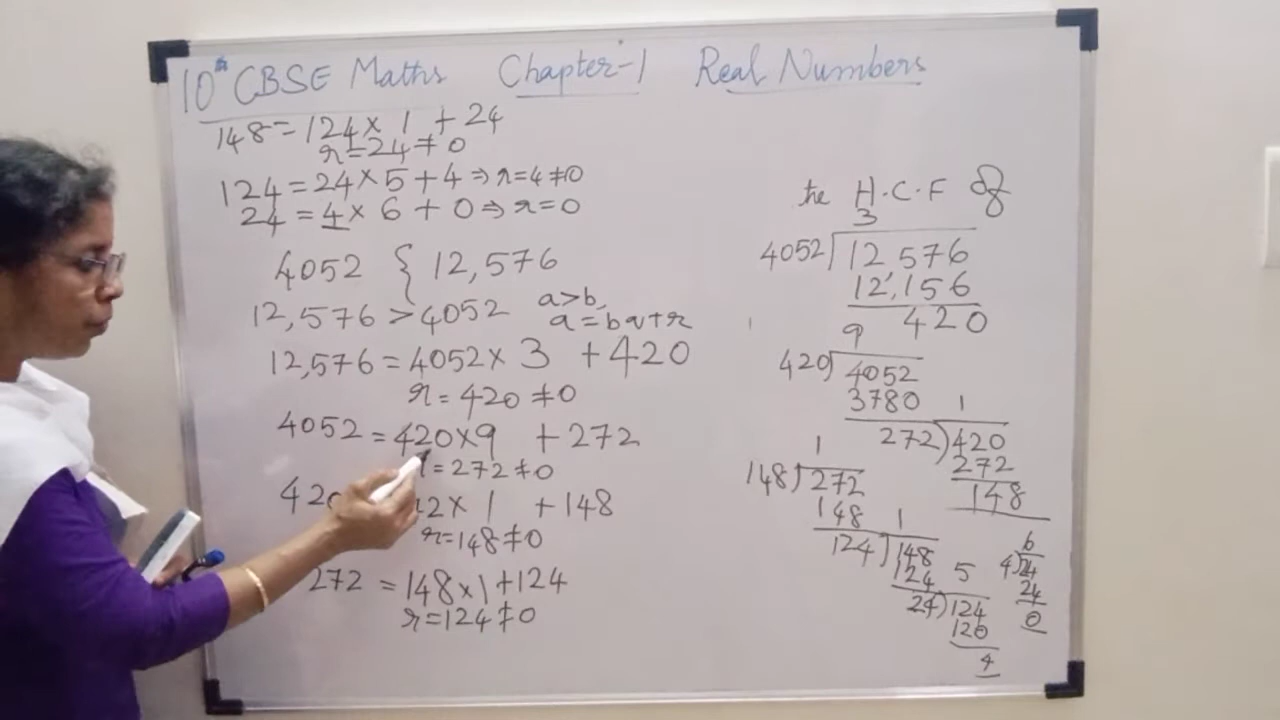 10th CBSE Maths Chapter-1 Real Numbers
148 = 124 × 1 + 24
r = 24 ≠ 0
124 = 24 × 5 + 4 ⇒ r = 4 ≠ 0
24 = 4 × 6 + 0 ⇒ r = 0
4052 { 12,576
12,576 > 4052 a > b,
a = bq + r
12,576 = 4052 × 3 + 420
r = 420 ≠ 0
4052 = 420 × 9 + 272
r = 272 ≠ 0
42 2 × 1 + 148
r = 148 ≠ 0
272 = 148 × 1 + 124
r = 124 ≠ 0
the H.C.F of
3
4052) 12 576
12,156
420
9
420) 4052
3780 1
272) 420
272
148
1
148) 272
148 1
124) 148
124 5
24) 124
120
4
6
4) 24
24
0